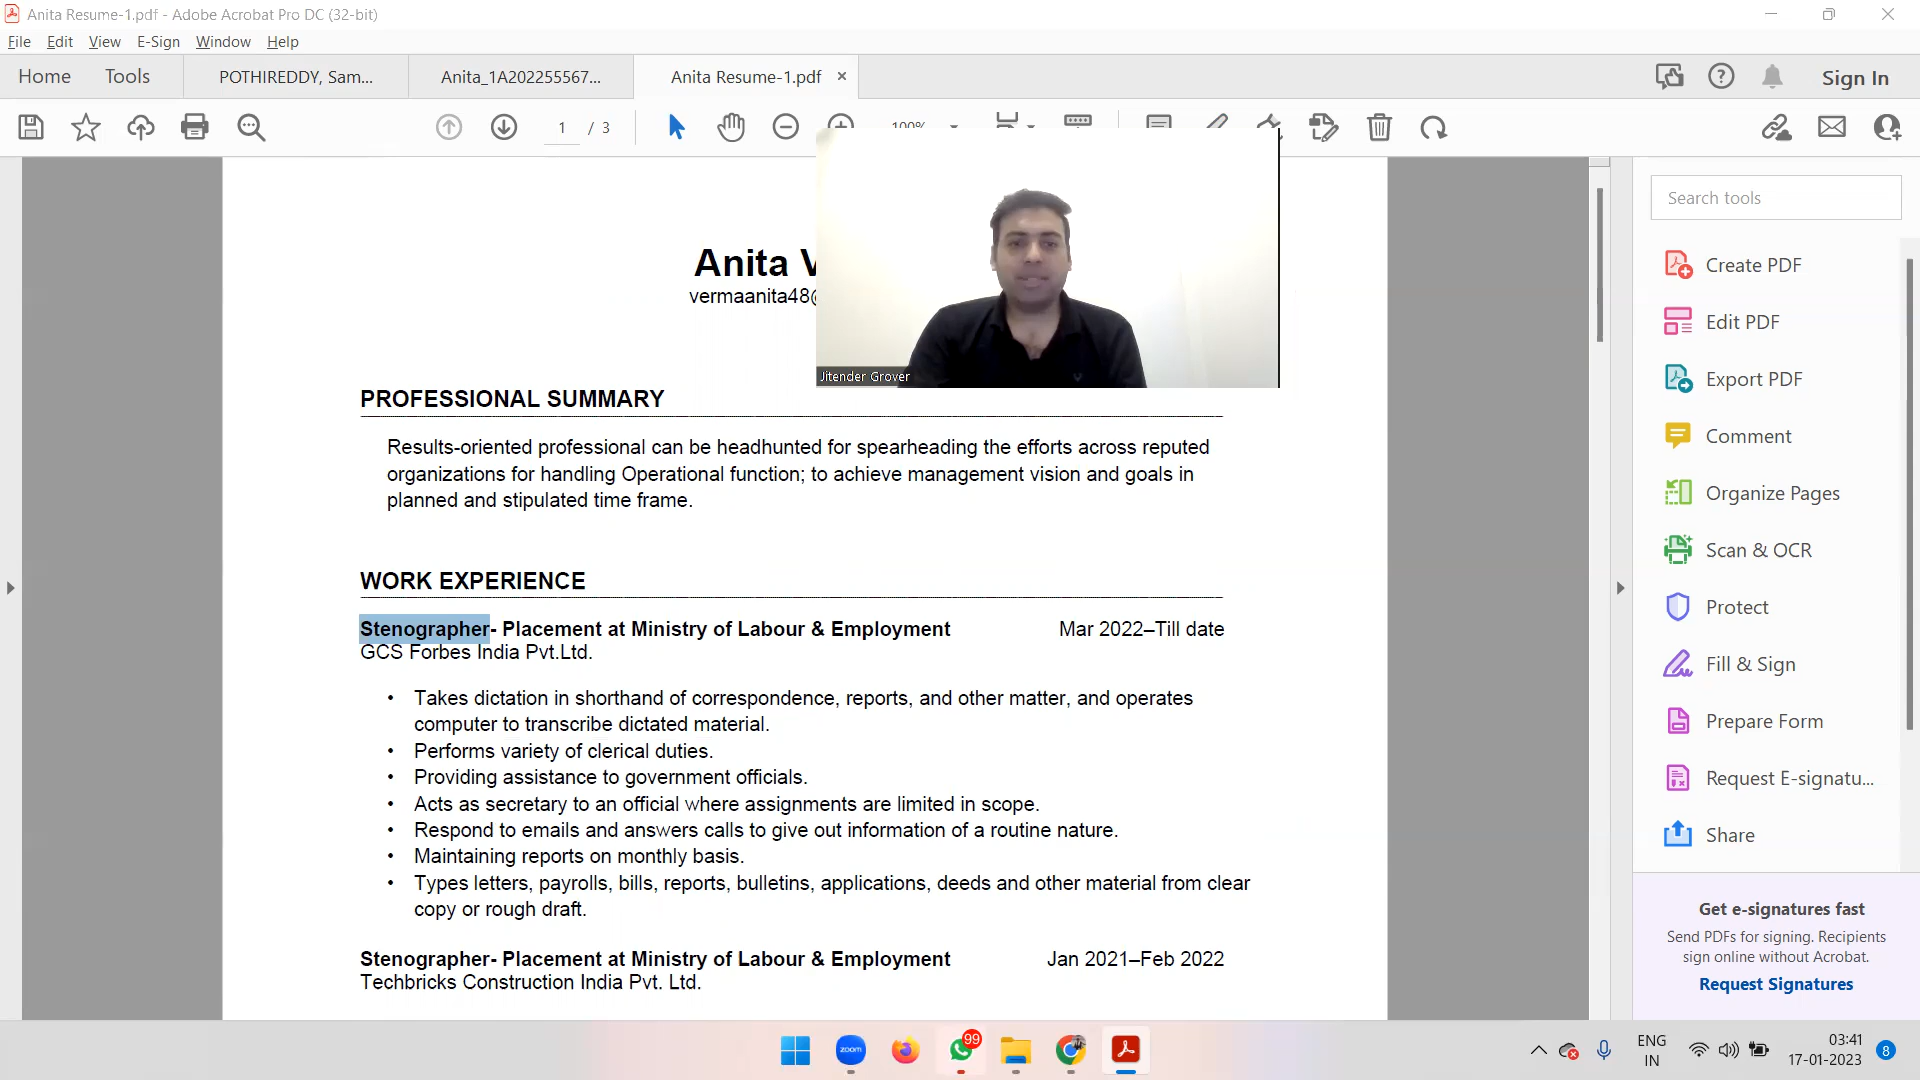 Anita Resume-1.pdf - Adobe Acrobat Pro DC (32-bit)
File Edit View E-Sign Window Help
Home Tools POTHIREDDY, Sam... Anita_1A202255567... Anita Resume-1.pdf × Sign In
1 / 3 100%
Anita V
vermaanita48@
Jitender Grover
PROFESSIONAL SUMMARY
Results-oriented professional can be headhunted for spearheading the efforts across reputed
organizations for handling Operational function; to achieve management vision and goals in
planned and stipulated time frame.
WORK EXPERIENCE
Stenographer- Placement at Ministry of Labour & Employment Mar 2022–Till date
GCS Forbes India Pvt.Ltd.
• Takes dictation in shorthand of correspondence, reports, and other matter, and operates
computer to transcribe dictated material.
• Performs variety of clerical duties.
• Providing assistance to government officials.
• Acts as secretary to an official where assignments are limited in scope.
• Respond to emails and answers calls to give out information of a routine nature.
• Maintaining reports on monthly basis.
• Types letters, payrolls, bills, reports, bulletins, applications, deeds and other material from clear
copy or rough draft.
Stenographer- Placement at Ministry of Labour & Employment Jan 2021–Feb 2022
Techbricks Construction India Pvt. Ltd.
Search tools
Create PDF
Edit PDF
Export PDF
Comment
Organize Pages
Scan & OCR
Protect
Fill & Sign
Prepare Form
Request E-signatu...
Share
Get e-signatures fast
Send PDFs for signing. Recipients
sign online without Acrobat.
Request Signatures
zoom
99
ENG
IN
03:41
17-01-2023
8